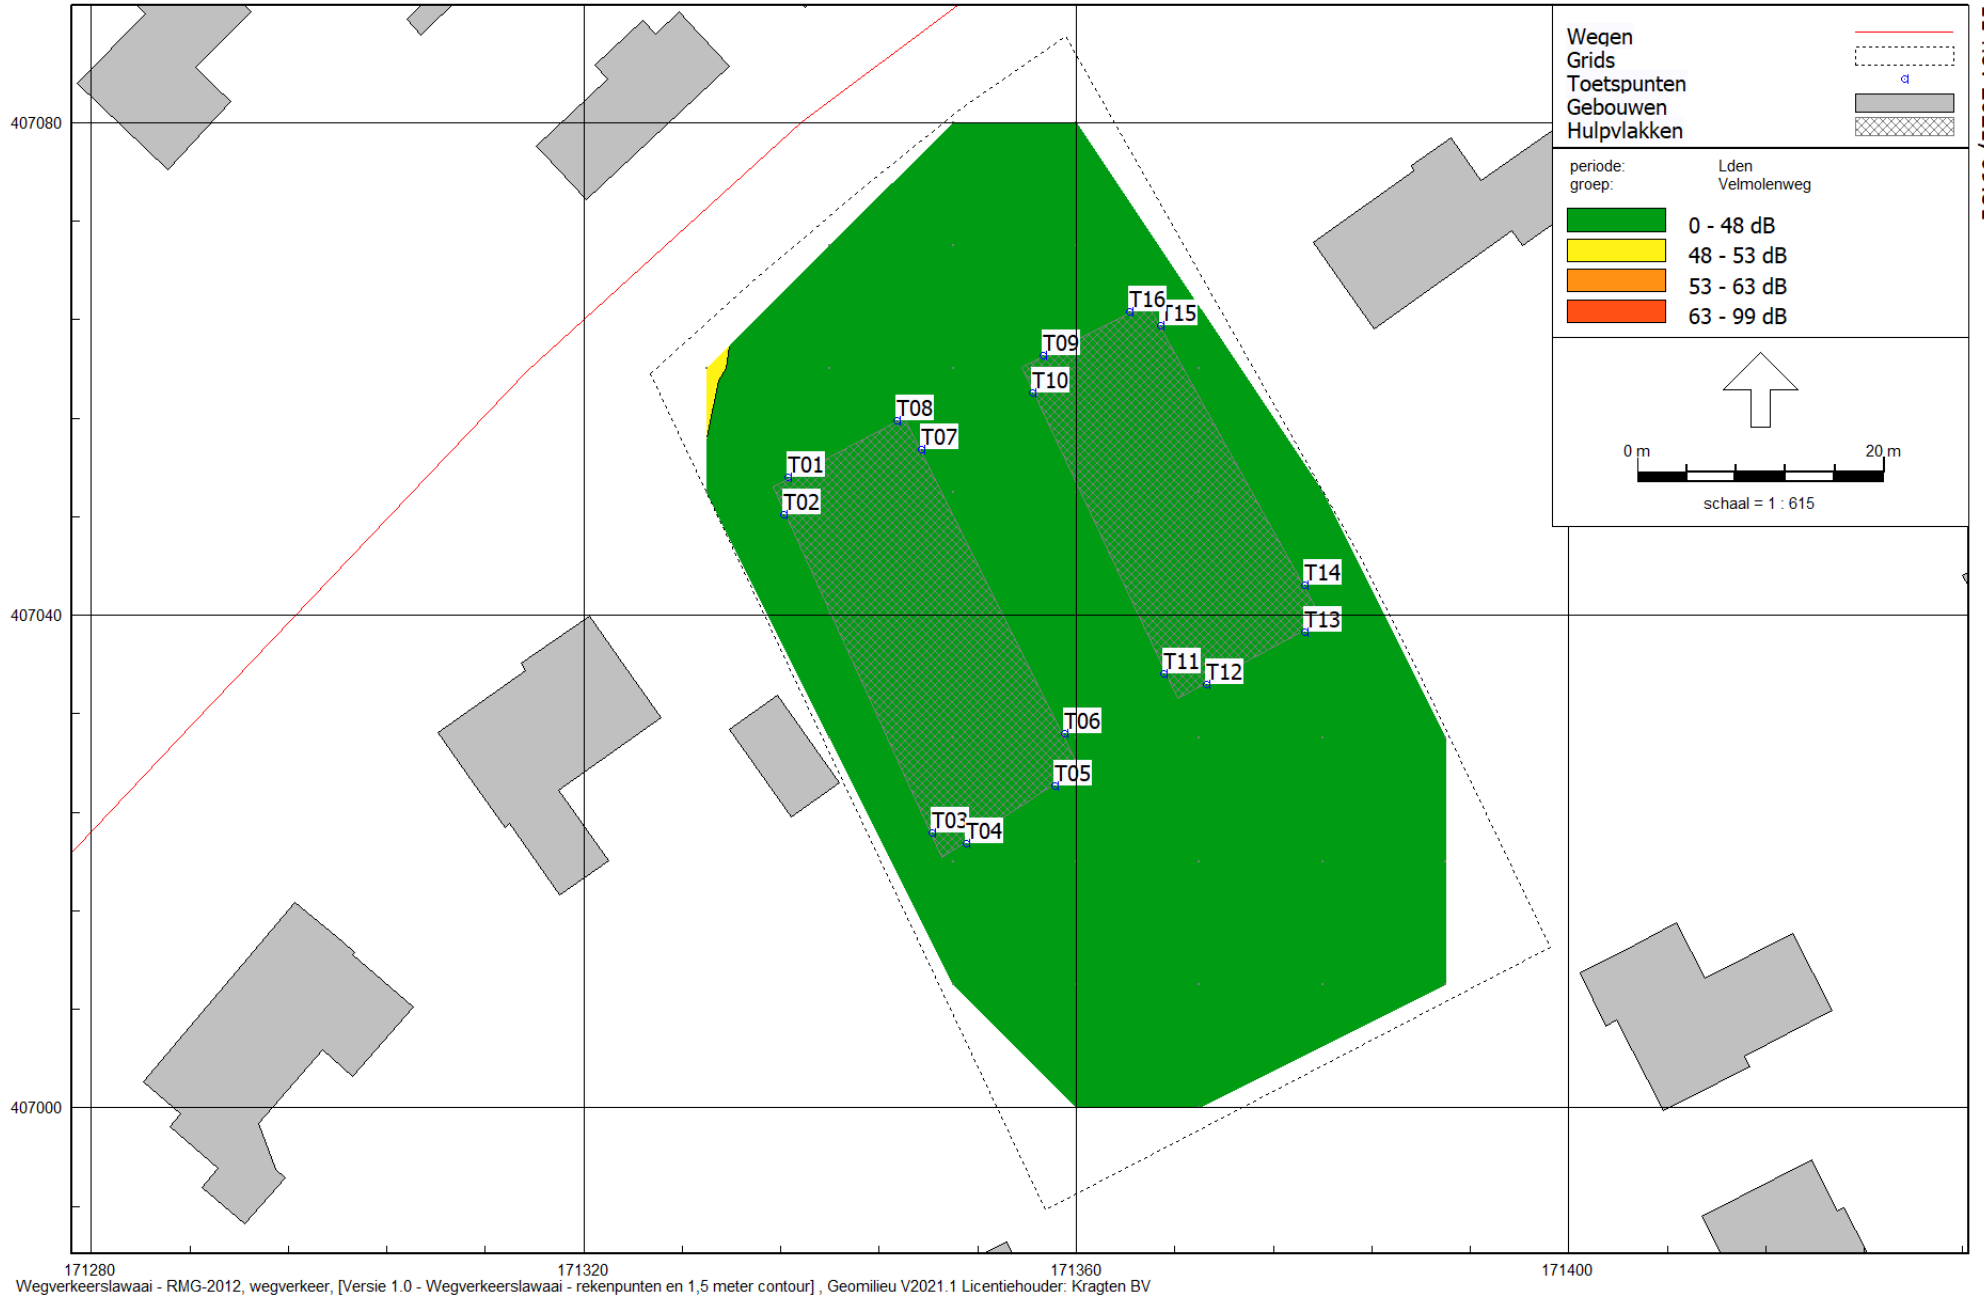 Wegen
Grids
Toetspunten
Gebouwen
Hulpvlakken
periode: Lden
groep: Velmolenweg
0 - 48 dB
48 - 53 dB
53 - 63 dB
63 - 99 dB
0 m 20 m
schaal = 1 : 615
407080
407040
407000
T16
T15
T09
T10
T08
T07
T01
T02
T14
T13
T11
T12
T06
T05
T03
T04
171280 171320 171360 171400
Wegverkeerslawaai - RMG-2012, wegverkeer, [Versie 1.0 - Wegverkeerslawaai - rekenpunten en 1,5 meter contour] , Geomilieu V2021.1 Licentiehouder: Kragten BV